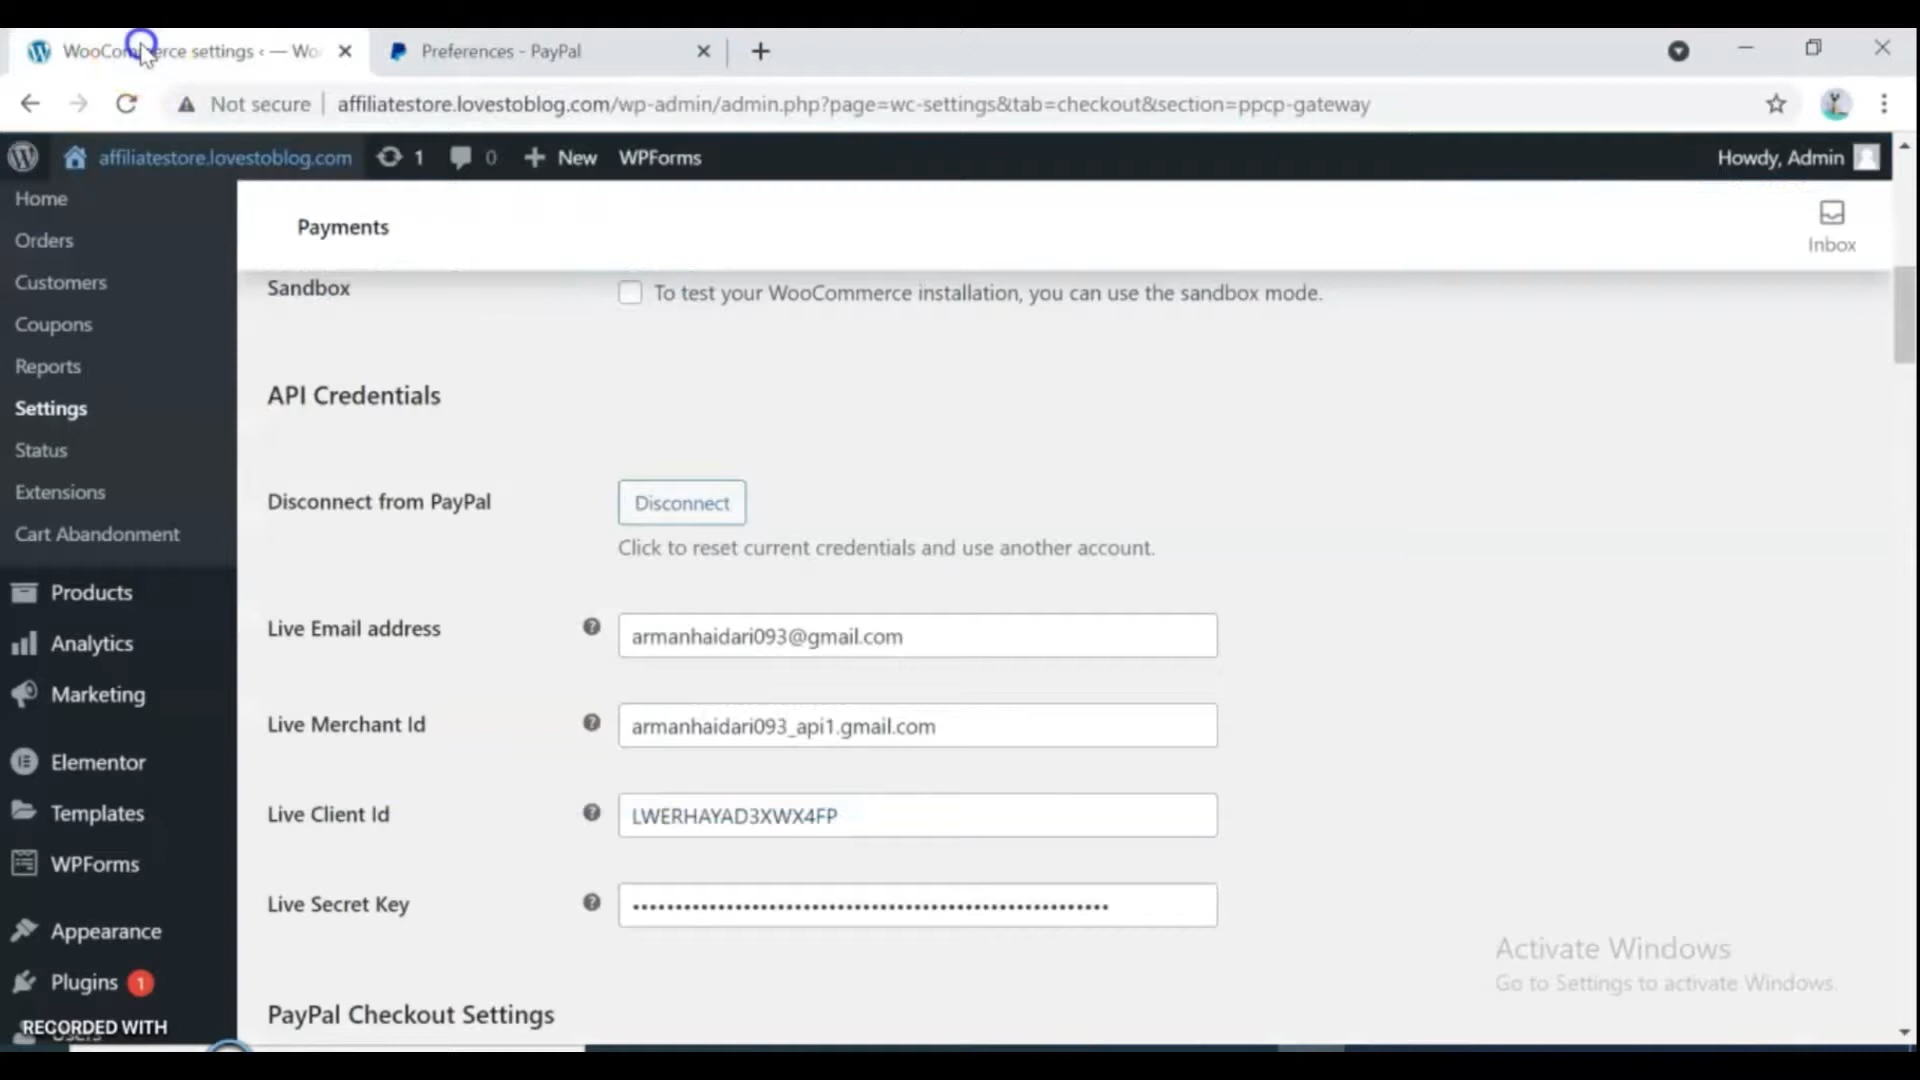 WooCommerce settings ‹ — Wo
Preferences - PayPal
Not secure
affiliatestore.lovestoblog.com/wp-admin/admin.php?page=wc-settings&tab=checkout&section=ppcp-gateway
affiliatestore.lovestoblog.com
1
0
New
WPForms
Howdy, Admin
Home
Orders
Customers
Coupons
Reports
Settings
Status
Extensions
Cart Abandonment
Products
Analytics
Marketing
Elementor
Templates
WPForms
Appearance
Plugins 1
Users
RECORDED WITH
Payments
Inbox
Sandbox
To test your WooCommerce installation, you can use the sandbox mode.
API Credentials
Disconnect from PayPal
Disconnect
Click to reset current credentials and use another account.
Live Email address
armanhaidari093@gmail.com
Live Merchant Id
armanhaidari093_api1.gmail.com
Live Client Id
LWERHAYAD3XWX4FP
Live Secret Key
PayPal Checkout Settings
Activate Windows
Go to Settings to activate Windows.